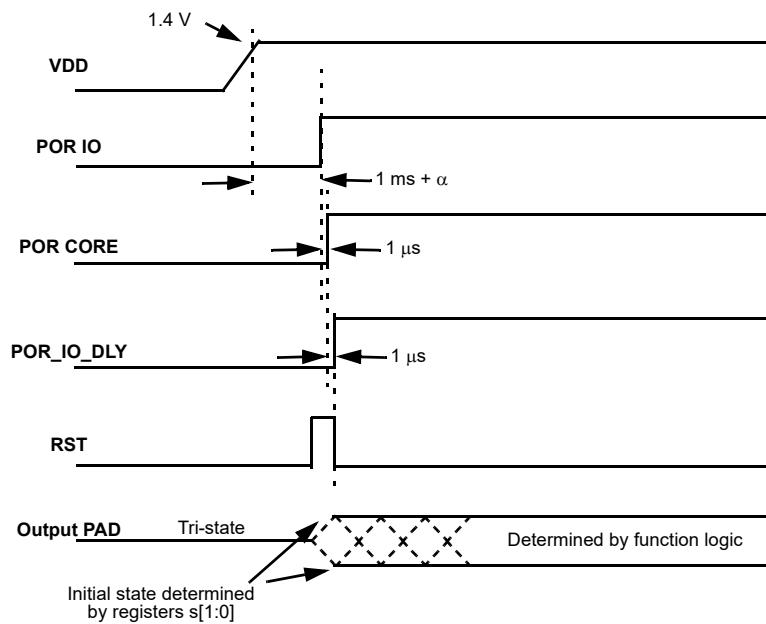 1.4 V
VDD
POR IO
1 ms + α
POR CORE
1 μs
POR_IO_DLY
1 μs
RST
Output PAD
Tri-state
Determined by function logic
Initial state determined
by registers s[1:0]